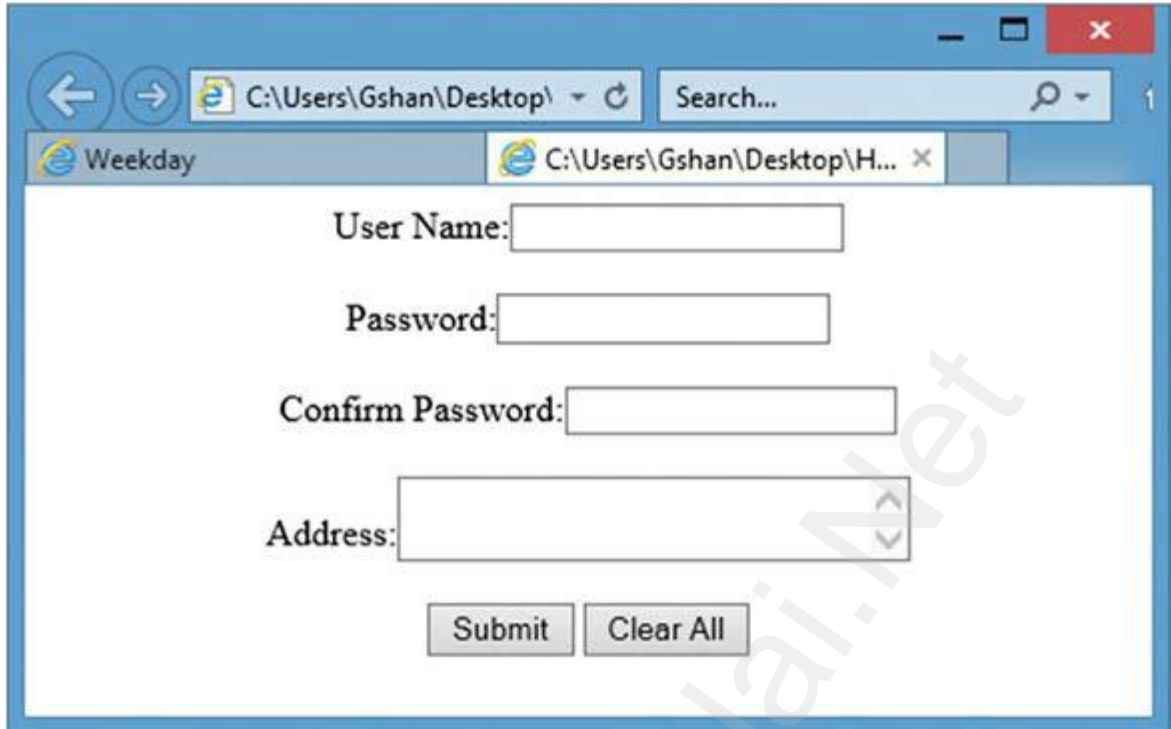 C:\Users\Gshan\Desktop\
Search...
Weekday
C:\Users\Gshan\Desktop\H...
User Name:
Password:
Confirm Password:
Address:
Submit
Clear All